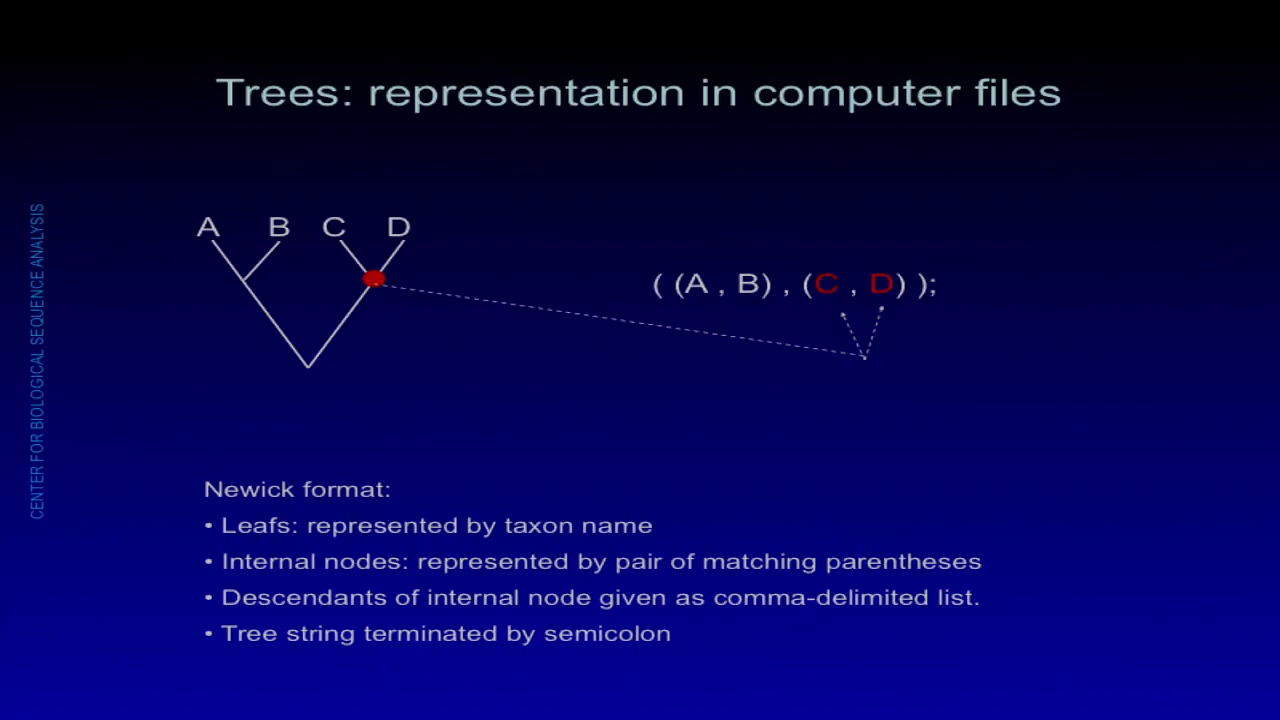 Trees: representation in computer files
CENTER FOR BIOLOGICAL SEQUENCE ANALYSIS
A B C D
( (A , B) , (C , D) );
Newick format:
• Leafs: represented by taxon name
• Internal nodes: represented by pair of matching parentheses
• Descendants of internal node given as comma-delimited list.
• Tree string terminated by semicolon